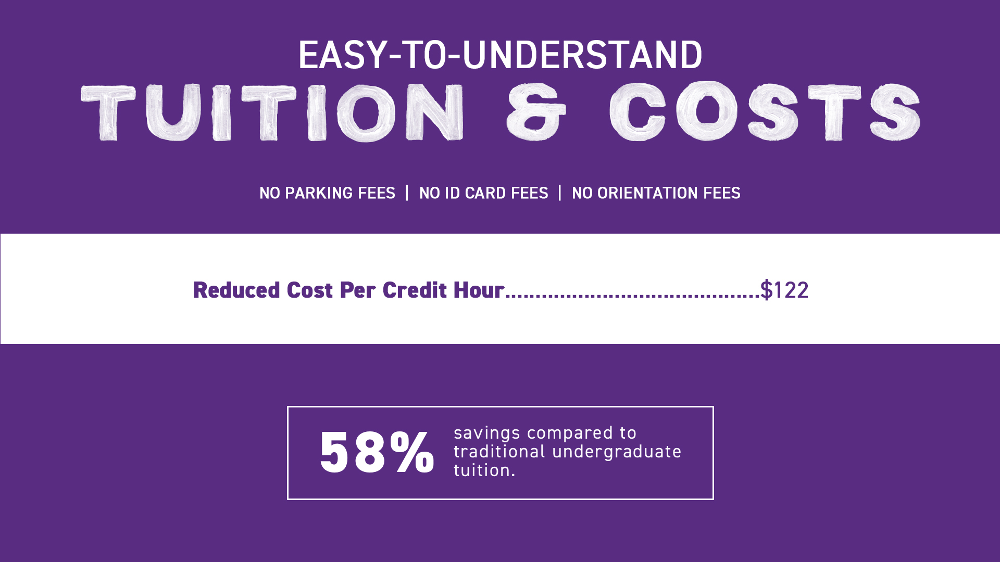 EASY-TO-UNDERSTAND
TUITION & COSTS
NO PARKING FEES | NO ID CARD FEES | NO ORIENTATION FEES
Reduced Cost Per Credit Hour.................................$122
58%
savings compared to
traditional undergraduate
tuition.